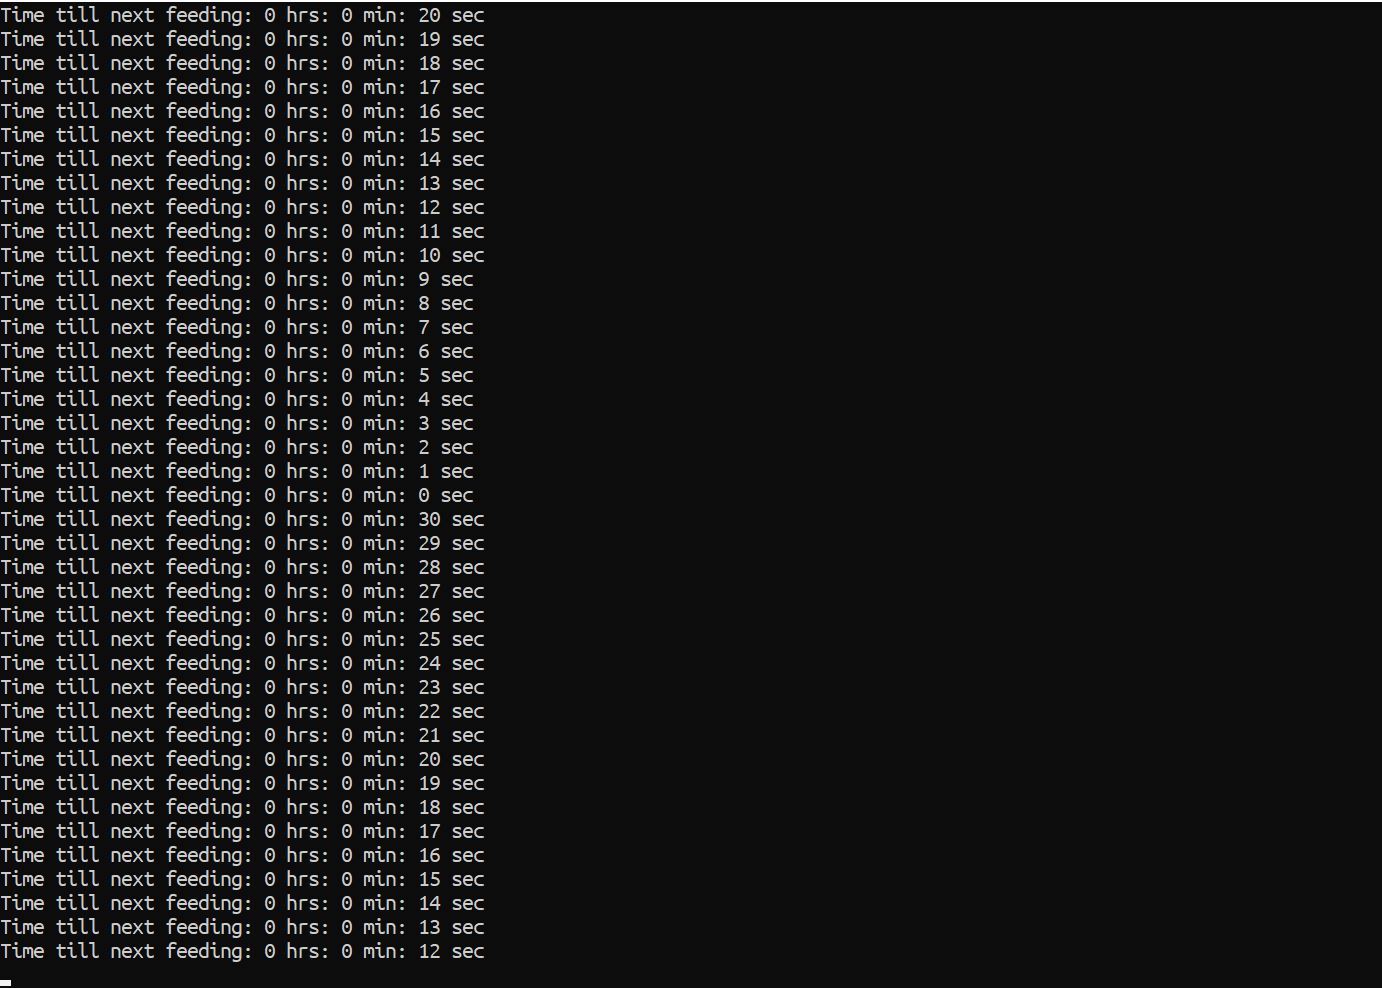 Time till next feeding: 0 hrs: 0 min: 20 sec
Time till next feeding: 0 hrs: 0 min: 19 sec
Time till next feeding: 0 hrs: 0 min: 18 sec
Time till next feeding: 0 hrs: 0 min: 17 sec
Time till next feeding: 0 hrs: 0 min: 16 sec
Time till next feeding: 0 hrs: 0 min: 15 sec
Time till next feeding: 0 hrs: 0 min: 14 sec
Time till next feeding: 0 hrs: 0 min: 13 sec
Time till next feeding: 0 hrs: 0 min: 12 sec
Time till next feeding: 0 hrs: 0 min: 11 sec
Time till next feeding: 0 hrs: 0 min: 10 sec
Time till next feeding: 0 hrs: 0 min: 9 sec
Time till next feeding: 0 hrs: 0 min: 8 sec
Time till next feeding: 0 hrs: 0 min: 7 sec
Time till next feeding: 0 hrs: 0 min: 6 sec
Time till next feeding: 0 hrs: 0 min: 5 sec
Time till next feeding: 0 hrs: 0 min: 4 sec
Time till next feeding: 0 hrs: 0 min: 3 sec
Time till next feeding: 0 hrs: 0 min: 2 sec
Time till next feeding: 0 hrs: 0 min: 1 sec
Time till next feeding: 0 hrs: 0 min: 0 sec
Time till next feeding: 0 hrs: 0 min: 30 sec
Time till next feeding: 0 hrs: 0 min: 29 sec
Time till next feeding: 0 hrs: 0 min: 28 sec
Time till next feeding: 0 hrs: 0 min: 27 sec
Time till next feeding: 0 hrs: 0 min: 26 sec
Time till next feeding: 0 hrs: 0 min: 25 sec
Time till next feeding: 0 hrs: 0 min: 24 sec
Time till next feeding: 0 hrs: 0 min: 23 sec
Time till next feeding: 0 hrs: 0 min: 22 sec
Time till next feeding: 0 hrs: 0 min: 21 sec
Time till next feeding: 0 hrs: 0 min: 20 sec
Time till next feeding: 0 hrs: 0 min: 19 sec
Time till next feeding: 0 hrs: 0 min: 18 sec
Time till next feeding: 0 hrs: 0 min: 17 sec
Time till next feeding: 0 hrs: 0 min: 16 sec
Time till next feeding: 0 hrs: 0 min: 15 sec
Time till next feeding: 0 hrs: 0 min: 14 sec
Time till next feeding: 0 hrs: 0 min: 13 sec
Time till next feeding: 0 hrs: 0 min: 12 sec